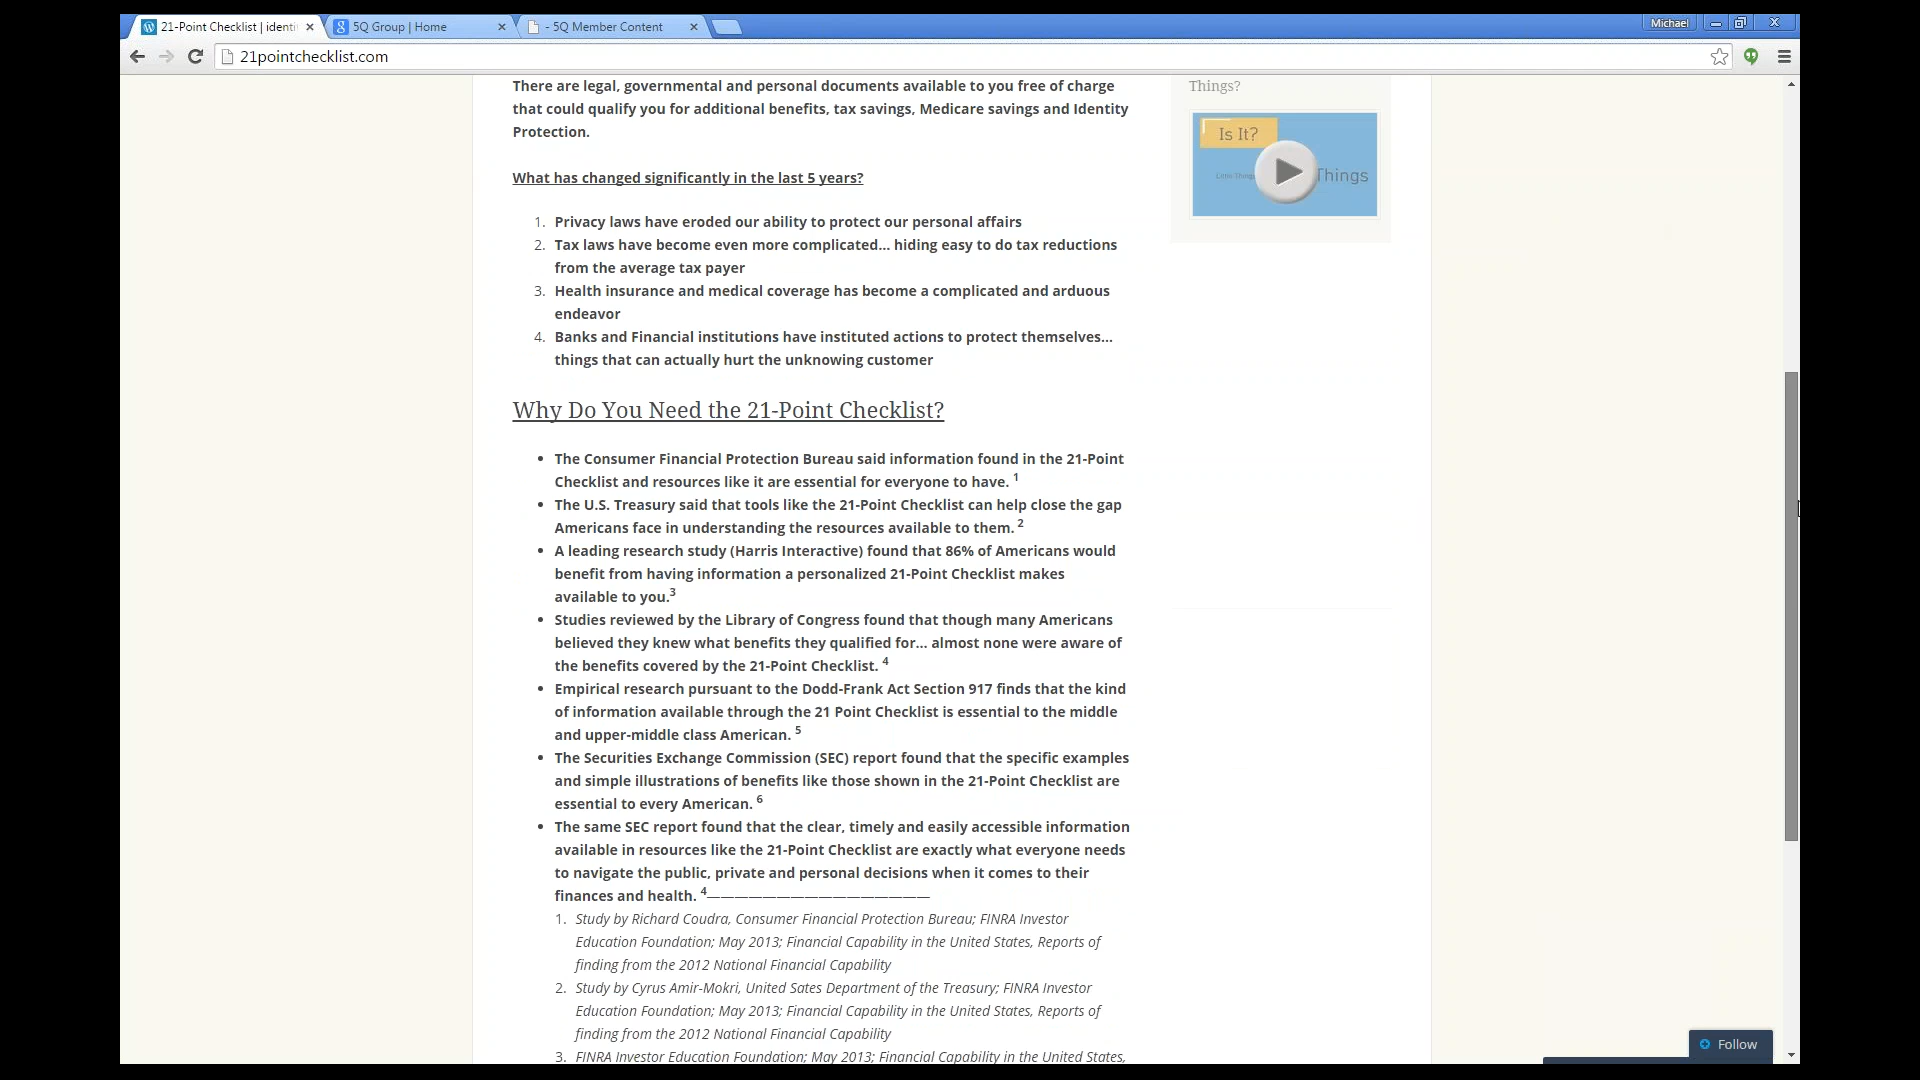 21-Point Checklist | identi
5Q Group | Home
- 5Q Member Content
Michael
21pointchecklist.com
There are legal, governmental and personal documents available to you free of charge
that could qualify you for additional benefits, tax savings, Medicare savings and Identity
Protection.
What has changed significantly in the last 5 years?
1. Privacy laws have eroded our ability to protect our personal affairs
2. Tax laws have become even more complicated... hiding easy to do tax reductions
from the average tax payer
3. Health insurance and medical coverage has become a complicated and arduous
endeavor
4. Banks and Financial institutions have instituted actions to protect themselves...
things that can actually hurt the unknowing customer
Why Do You Need the 21-Point Checklist?
• The Consumer Financial Protection Bureau said information found in the 21-Point
Checklist and resources like it are essential for everyone to have. 1
• The U.S. Treasury said that tools like the 21-Point Checklist can help close the gap
Americans face in understanding the resources available to them. 2
• A leading research study (Harris Interactive) found that 86% of Americans would
benefit from having information a personalized 21-Point Checklist makes
available to you.3
• Studies reviewed by the Library of Congress found that though many Americans
believed they knew what benefits they qualified for... almost none were aware of
the benefits covered by the 21-Point Checklist. 4
• Empirical research pursuant to the Dodd-Frank Act Section 917 finds that the kind
of information available through the 21 Point Checklist is essential to the middle
and upper-middle class American. 5
• The Securities Exchange Commission (SEC) report found that the specific examples
and simple illustrations of benefits like those shown in the 21-Point Checklist are
essential to every American. 6
• The same SEC report found that the clear, timely and easily accessible information
available in resources like the 21-Point Checklist are exactly what everyone needs
to navigate the public, private and personal decisions when it comes to their
finances and health. 4————————————————
1. Study by Richard Coudra, Consumer Financial Protection Bureau; FINRA Investor
Education Foundation; May 2013; Financial Capability in the United States, Reports of
finding from the 2012 National Financial Capability
2. Study by Cyrus Amir-Mokri, United Sates Department of the Treasury; FINRA Investor
Education Foundation; May 2013; Financial Capability in the United States, Reports of
finding from the 2012 National Financial Capability
3. FINRA Investor Education Foundation; May 2013; Financial Capability in the United States,
Things?
Is It?
Little Things
Things
Follow